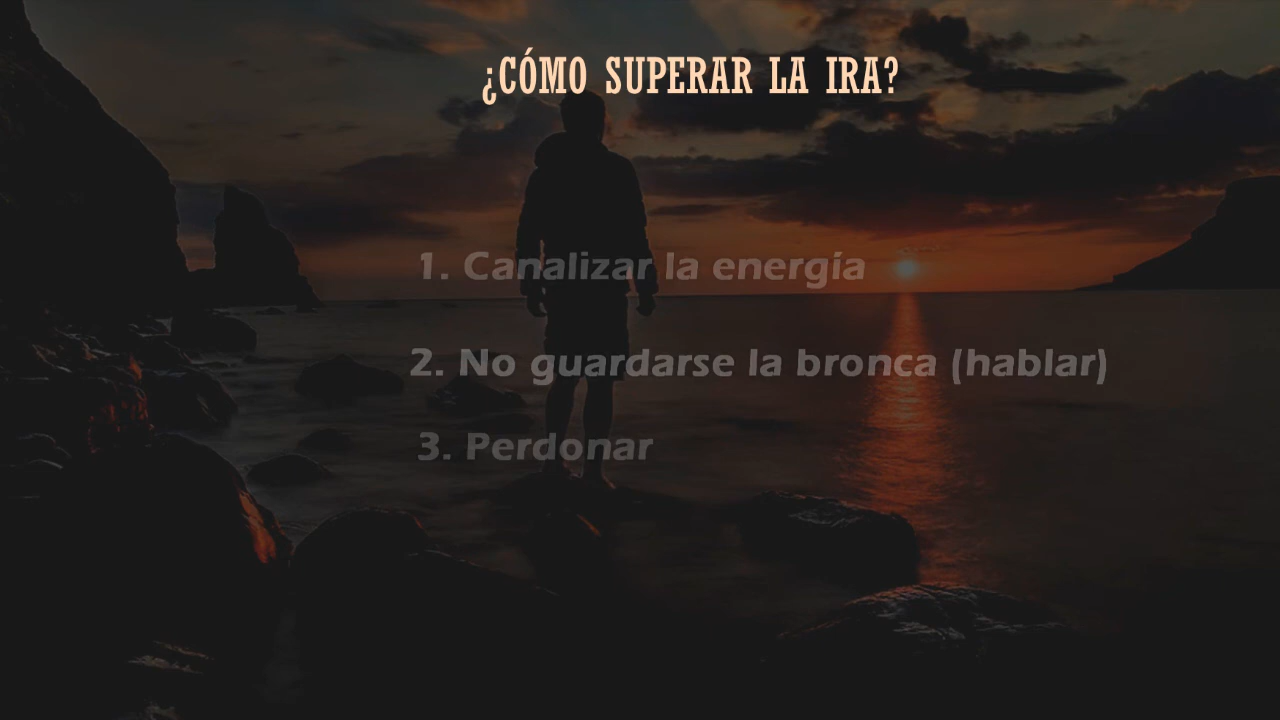 ¿CÓMO SUPERAR LA IRA?
1. Canalizar la energía
2. No guardarse la bronca (hablar)
3. Perdonar